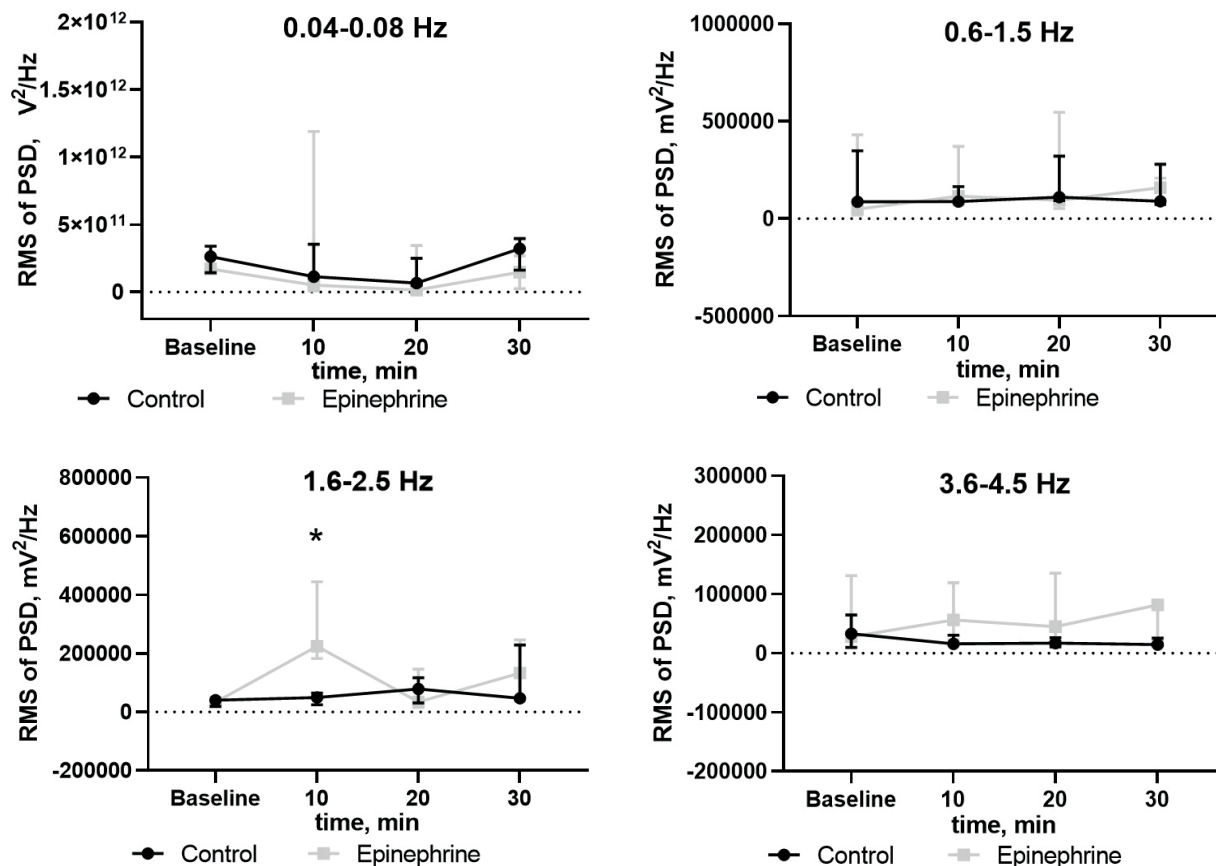 0.04-0.08 Hz
RMS of PSD, V²/Hz
2×10¹²
1.5×10¹²
1×10¹²
5×10¹¹
0
Baseline 10 20 30
time, min
Control Epinephrine
0.6-1.5 Hz
RMS of PSD, mV²/Hz
1000000
500000
0
-500000
Baseline 10 20 30
time, min
Control Epinephrine
1.6-2.5 Hz
RMS of PSD, mV²/Hz
800000
600000
400000
200000
0
-200000
*
Baseline 10 20 30
time, min
Control Epinephrine
3.6-4.5 Hz
RMS of PSD, mV²/Hz
300000
200000
100000
0
-100000
-200000
Baseline 10 20 30
time, min
Control Epinephrine